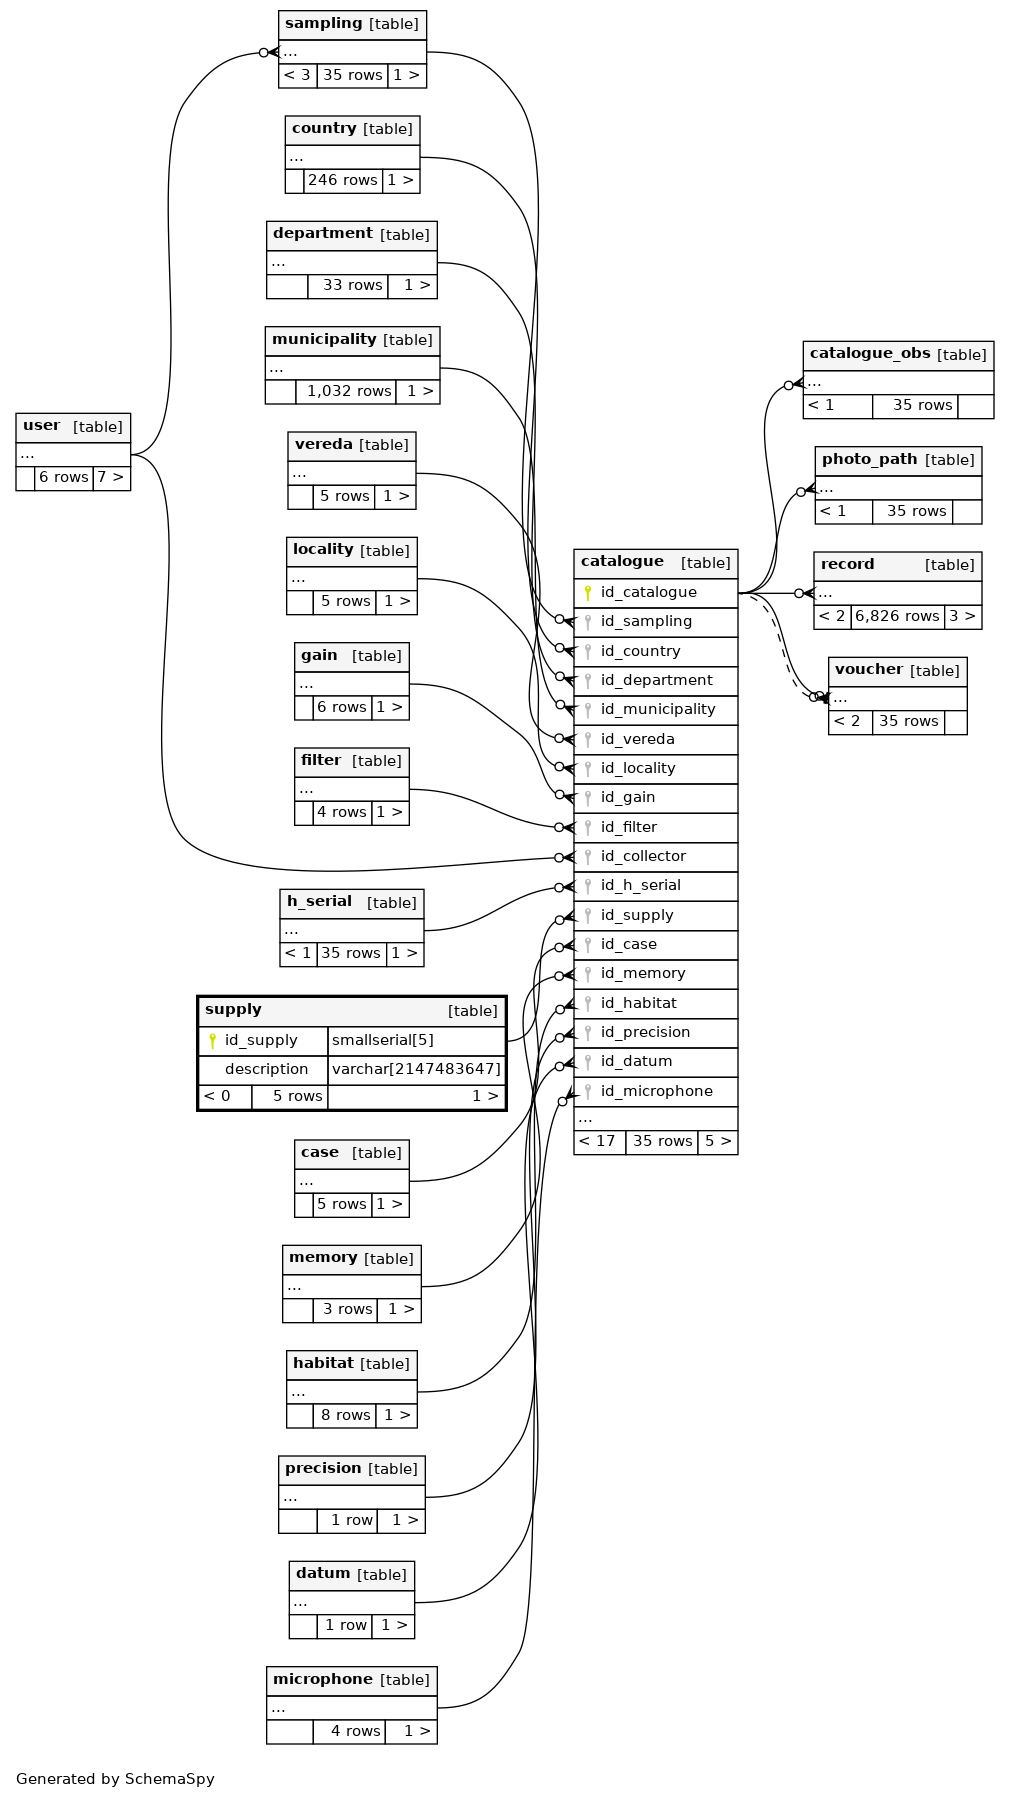 sampling [table]
...
< 3 35 rows 1 >
country [table]
...
246 rows 1 >
department [table]
...
33 rows 1 >
municipality [table]
...
1,032 rows 1 >
user [table]
...
6 rows 7 >
vereda [table]
...
5 rows 1 >
locality [table]
...
5 rows 1 >
gain [table]
...
6 rows 1 >
filter [table]
...
4 rows 1 >
h_serial [table]
...
< 1 35 rows 1 >
supply [table]
id_supply smallserial[5]
description varchar[2147483647]
< 0 5 rows 1 >
case [table]
...
5 rows 1 >
memory [table]
...
3 rows 1 >
habitat [table]
...
8 rows 1 >
precision [table]
...
1 row 1 >
datum [table]
...
1 row 1 >
microphone [table]
...
4 rows 1 >
catalogue [table]
id_catalogue
id_sampling
id_country
id_department
id_municipality
id_vereda
id_locality
id_gain
id_filter
id_collector
id_h_serial
id_supply
id_case
id_memory
id_habitat
id_precision
id_datum
id_microphone
...
< 17 35 rows 5 >
catalogue_obs [table]
...
< 1 35 rows
photo_path [table]
...
< 1 35 rows
record [table]
...
< 2 6,826 rows 3 >
voucher [table]
...
< 2 35 rows
Generated by SchemaSpy